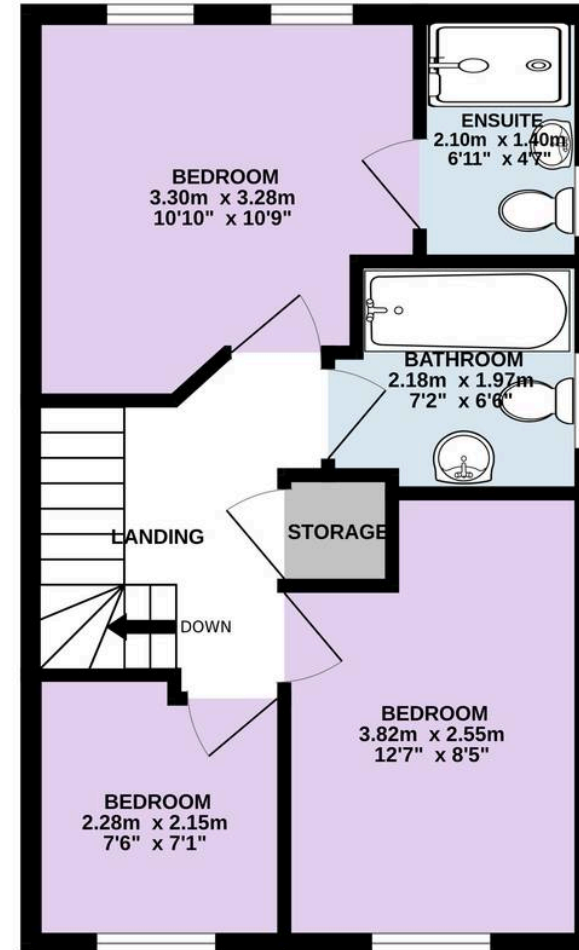 BEDROOM
3.30m x 3.28m
10'10" x 10'9"
ENSUITE
2.10m x 1.40m
6'11" x 4'7"
BATHROOM
2.18m x 1.97m
7'2" x 6'6"
LANDING
STORAGE
DOWN
BEDROOM
3.82m x 2.55m
12'7" x 8'5"
BEDROOM
2.28m x 2.15m
7'6" x 7'1"